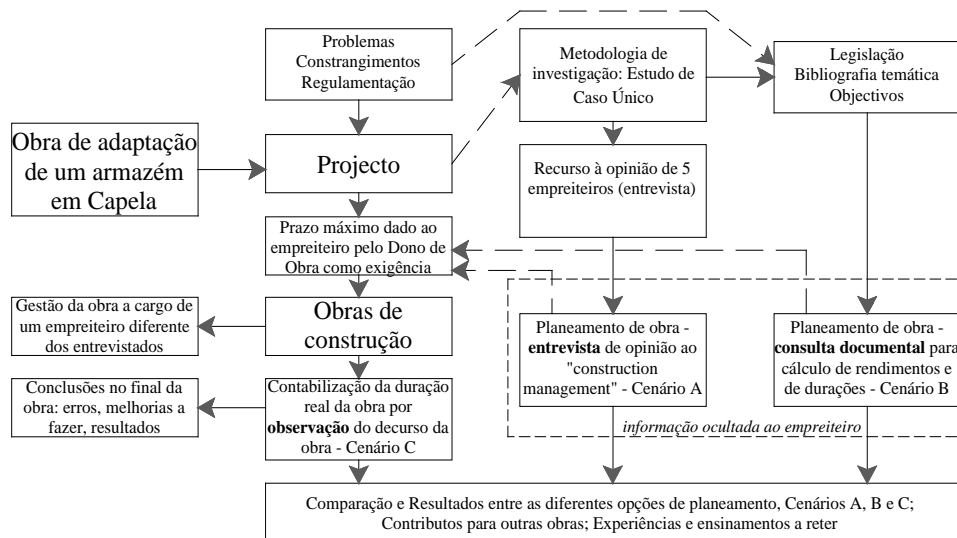 Problemas
Constrangimentos
Regulamentação
Metodologia de
investigação: Estudo de
Caso Único
Legislação
Bibliografia temática
Objectivos
Obra de adaptação
de um armazém
em Capela
Projecto
Recurso à opinião de 5
empreiteiros (entrevista)
Prazo máximo dado ao
empreiteiro pelo Dono de
Obra como exigência
Gestão da obra a cargo de
um empreiteiro diferente
dos entrevistados
Obras de
construção
Planeamento de obra -
entrevista de opinião ao
"construction
management" - Cenário A
Planeamento de obra -
consulta documental para
cálculo de rendimentos e
de durações - Cenário B
Conclusões no final da
obra: erros, melhorias a
fazer, resultados
Contabilização da duração
real da obra por
observação do decurso da
obra - Cenário C
informação ocultada ao empreiteiro
Comparação e Resultados entre as diferentes opções de planeamento, Cenários A, B e C;
Contributos para outras obras; Experiências e ensinamentos a reter